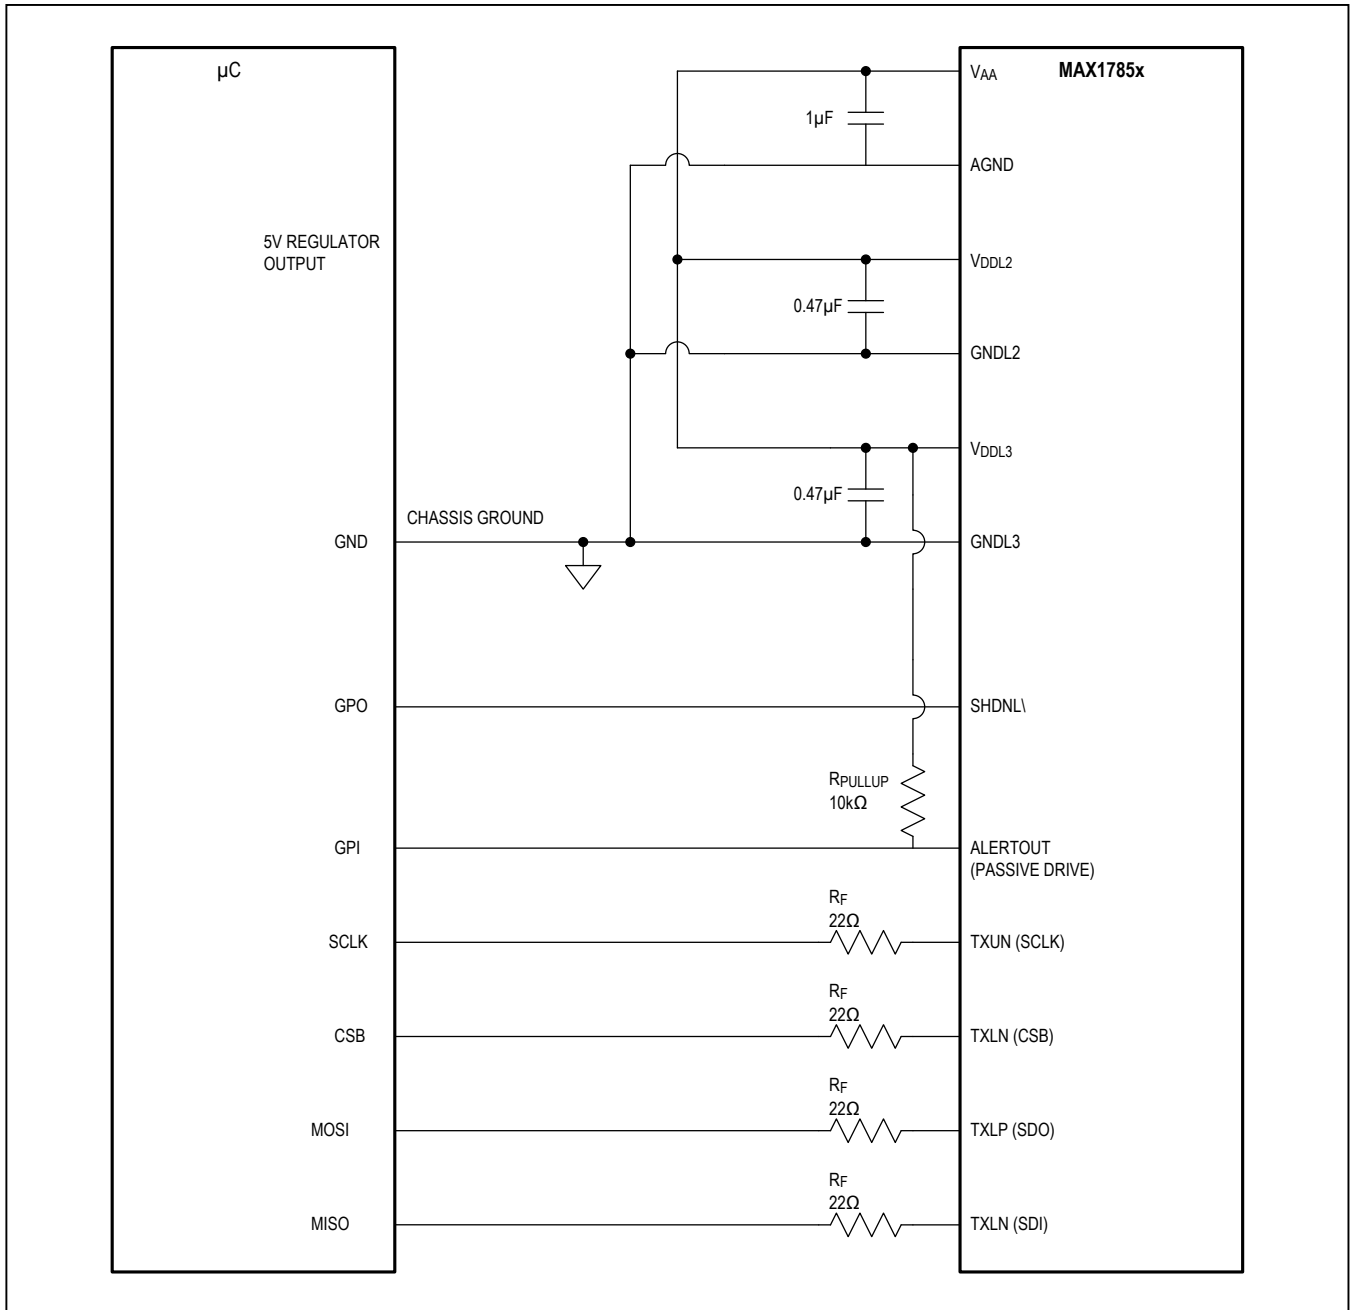 µC
MAX1785x
VAA
1µF
AGND
5V REGULATOR
OUTPUT
VDDL2
0.47µF
GNDL2
VDDL3
0.47µF
CHASSIS GROUND
GND
GNDL3
GPO
SHDNL\
RPULLUP
10kΩ
GPI
ALERTOUT
(PASSIVE DRIVE)
RF
22Ω
SCLK
TXUN (SCLK)
RF
22Ω
CSB
TXLN (CSB)
RF
22Ω
MOSI
TXLP (SDO)
RF
22Ω
MISO
TXLN (SDI)